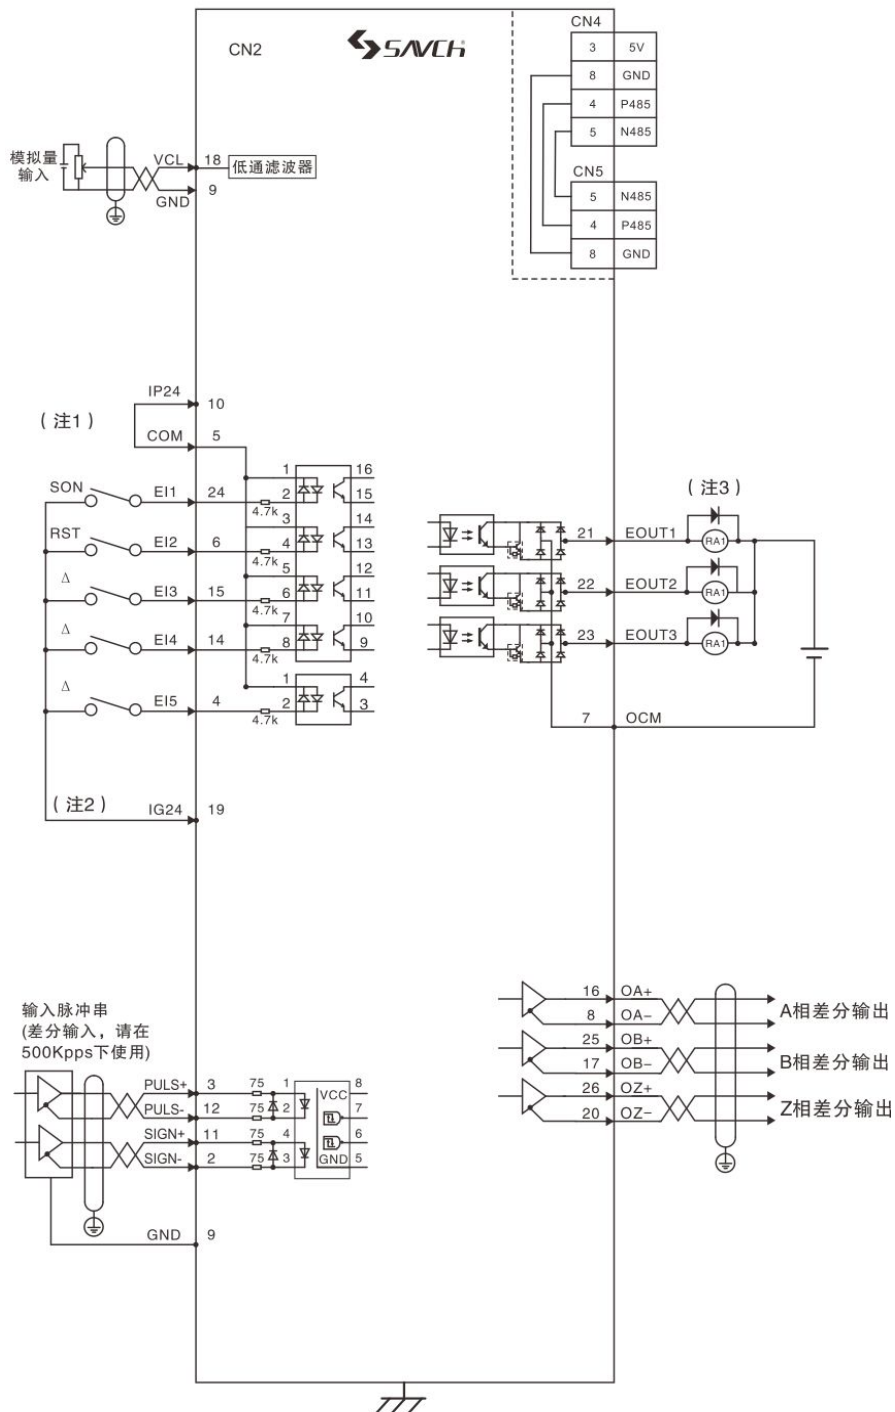 CN2
SAVCH
CN4
3 5V
8 GND
4 P485
5 N485
CN5
5 N485
4 P485
8 GND
模拟量
输入
VCL 18 低通滤波器
GND 9
IP24 10
(注1)
COM 5
SON EI1 24 4.7k 1 2 16 15
RST EI2 6 4.7k 3 4 14 13
Δ EI3 15 4.7k 5 6 12 11
Δ EI4 14 4.7k 7 8 10 9
Δ EI5 4 4.7k 1 2 4 3
(注2) IG24 19
(注3)
21 EOUT1 RA1
22 EOUT2 RA1
23 EOUT3 RA1
7 OCM
输入脉冲串
(差分输入，请在
500Kpps下使用)
PULS+ 3 75 1 VCC 8
PULS- 12 75 2 7
SIGN+ 11 75 4 6
SIGN- 2 75 3 GND 5
GND 9
16 OA+
8 OA- A相差分输出
25 OB+
17 OB- B相差分输出
26 OZ+
20 OZ- Z相差分输出